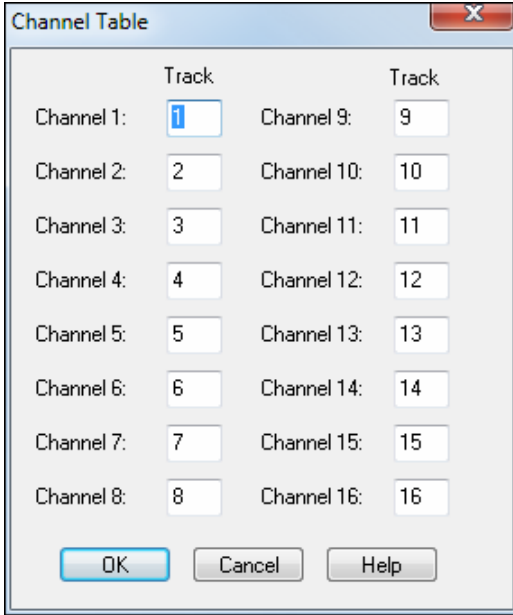 Channel Table
Track Track
Channel 1: 1 Channel 9: 9
Channel 2: 2 Channel 10: 10
Channel 3: 3 Channel 11: 11
Channel 4: 4 Channel 12: 12
Channel 5: 5 Channel 13: 13
Channel 6: 6 Channel 14: 14
Channel 7: 7 Channel 15: 15
Channel 8: 8 Channel 16: 16
OK Cancel Help